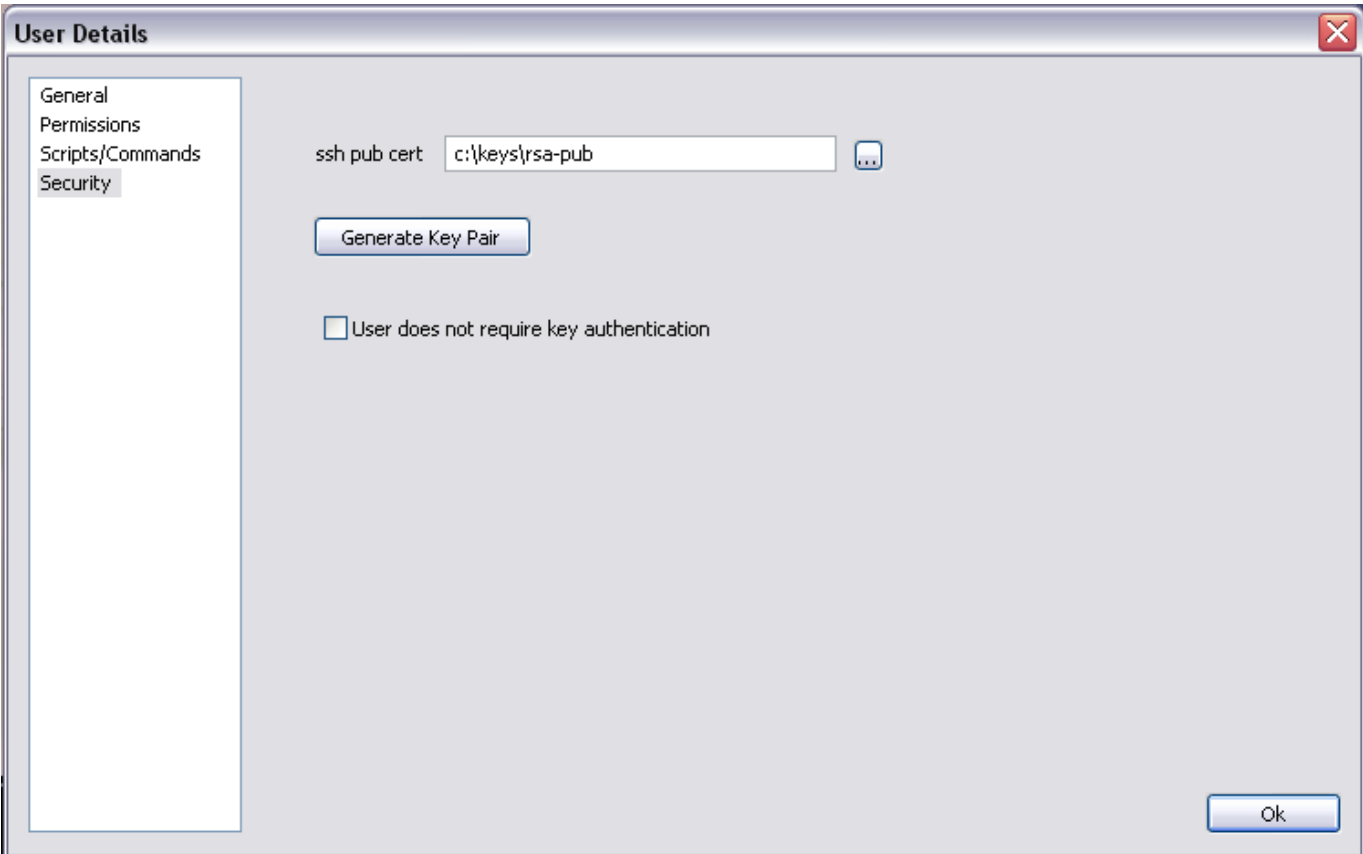 User Details
General
Permissions
Scripts/Commands
Security
ssh pub cert c:\keys\rsa-pub ...
Generate Key Pair
User does not require key authentication
Ok